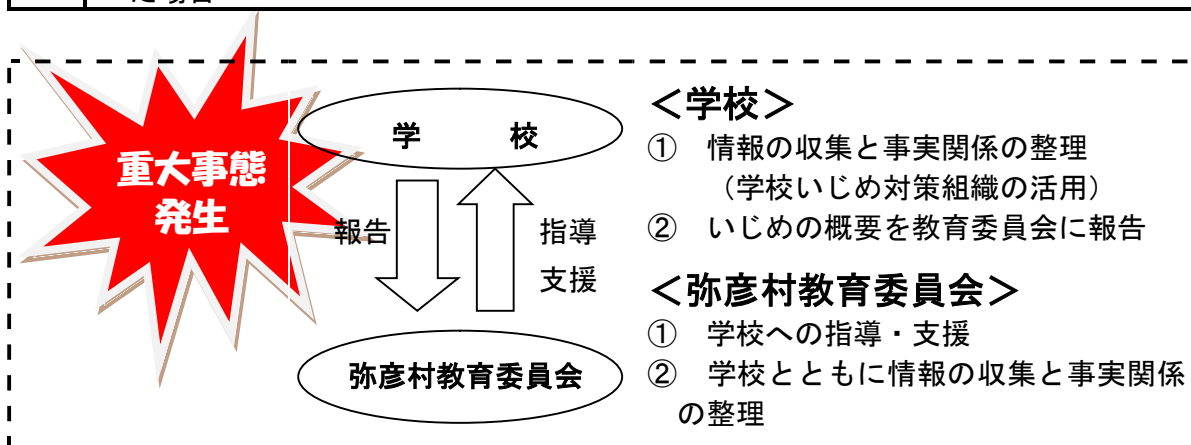 重大事態
発生
学　　校
報告
指導
支援
弥彦村教育委員会
＜学校＞
①　情報の収集と事実関係の整理
（学校いじめ対策組織の活用）
②　いじめの概要を教育委員会に報告
＜弥彦村教育委員会＞
①　学校への指導・支援
②　学校とともに情報の収集と事実関係
の整理